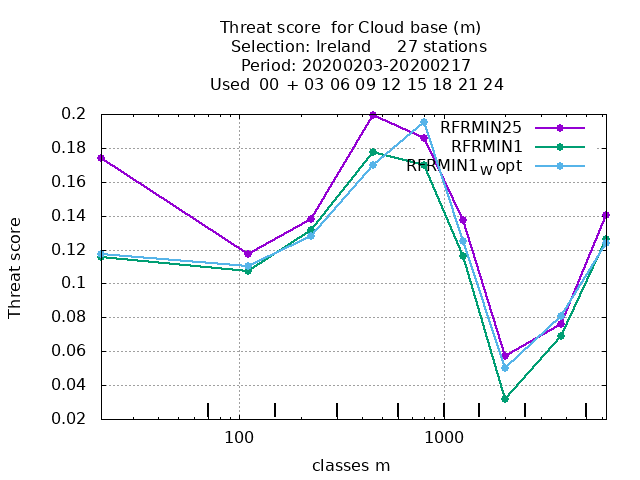 Threat score  for Cloud base (m)
Selection: Ireland     27 stations
Period: 20200203-20200217
Used  00 + 03 06 09 12 15 18 21 24
RFRMIN25
RFRMIN1
RFRMIN1w opt
Threat score
0.2
0.18
0.16
0.14
0.12
0.1
0.08
0.06
0.04
0.02
100
1000
classes m